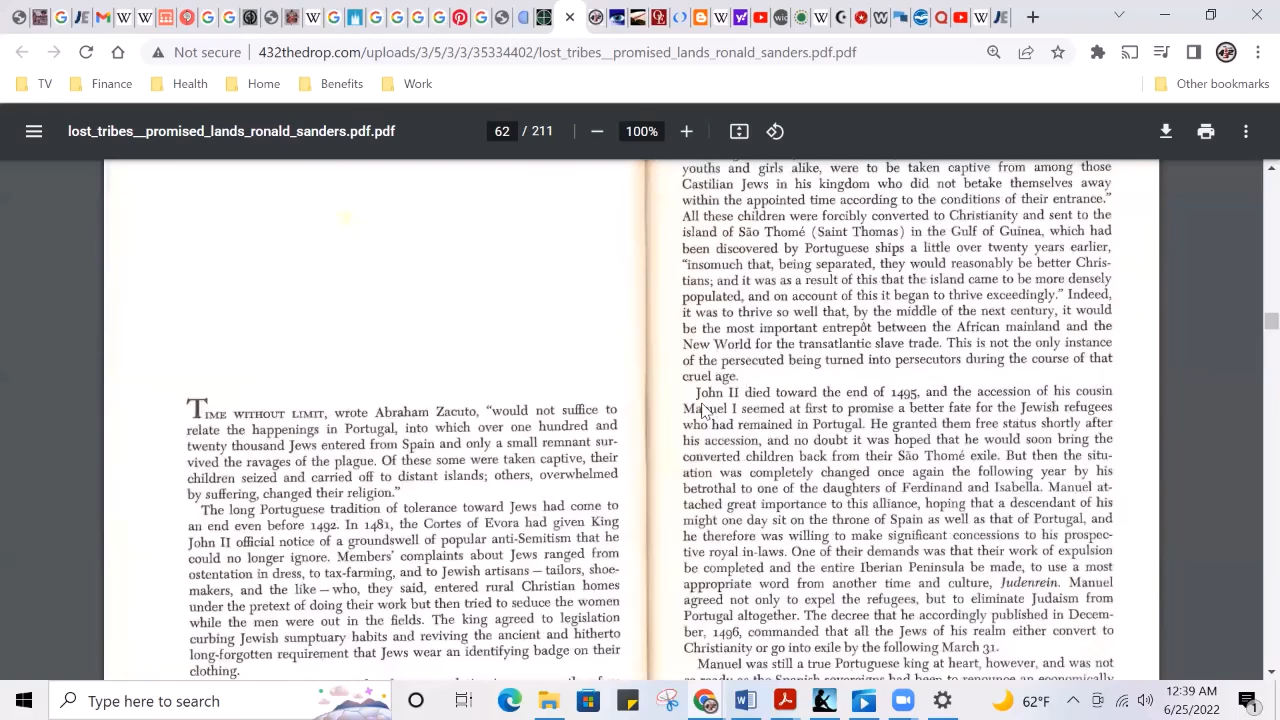 Not secure
432thedrop.com/uploads/3/5/3/3/35334402/lost_tribes__promised_lands_ronald_sanders.pdf.pdf
TV
Finance
Health
Home
Benefits
Work
Other bookmarks
lost_tribes__promised_lands_ronald_sanders.pdf.pdf
62 / 211
100%
TIME WITHOUT LIMIT, wrote Abraham Zacuto, “would not suffice to
relate the happenings in Portugal, into which over one hundred and
twenty thousand Jews entered from Spain and only a small remnant sur-
vived the ravages of the plague. Of these some were taken captive, their
children seized and carried off to distant islands; others, overwhelmed
by suffering, changed their religion.”
The long Portuguese tradition of tolerance toward Jews had come to
an end even before 1492. In 1481, the Cortes of Evora had given King
John II official notice of a groundswell of popular anti-Semitism that he
could no longer ignore. Members’ complaints about Jews ranged from
ostentation in dress, to tax-farming, and to Jewish artisans – tailors, shoe-
makers, and the like – who, they said, entered rural Christian homes
under the pretext of doing their work but then tried to seduce the women
while the men were out in the fields. The king agreed to legislation
curbing Jewish sumptuary habits and reviving the ancient and hitherto
long-forgotten requirement that Jews wear an identifying badge on their
clothing.
youths and girls alike, were to be taken captive from among those
Castilian Jews in his kingdom who did not betake themselves away
within the appointed time according to the conditions of their entrance.”
All these children were forcibly converted to Christianity and sent to the
island of São Thomé (Saint Thomas) in the Gulf of Guinea, which had
been discovered by Portuguese ships a little over twenty years earlier,
“insomuch that, being separated, they would reasonably be better Chris-
tians; and it was as a result of this that the island came to be more densely
populated, and on account of this it began to thrive exceedingly.” Indeed,
it was to thrive so well that, by the middle of the next century, it would
be the most important entrepôt between the African mainland and the
New World for the transatlantic slave trade. This is not the only instance
of the persecuted being turned into persecutors during the course of that
cruel age.
John II died toward the end of 1495, and the accession of his cousin
Manuel I seemed at first to promise a better fate for the Jewish refugees
who had remained in Portugal. He granted them free status shortly after
his accession, and no doubt it was hoped that he would soon bring the
converted children back from their São Thomé exile. But then the situ-
ation was completely changed once again the following year by his
betrothal to one of the daughters of Ferdinand and Isabella. Manuel at-
tached great importance to this alliance, hoping that a descendant of his
might one day sit on the throne of Spain as well as that of Portugal, and
he therefore was willing to make significant concessions to his prospec-
tive royal in-laws. One of their demands was that their work of expulsion
be completed and the entire Iberian Peninsula be made, to use a most
appropriate word from another time and culture, Judenrein. Manuel
agreed not only to expel the refugees, but to eliminate Judaism from
Portugal altogether. The decree that he accordingly published in Decem-
ber, 1496, commanded that all the Jews of his realm either convert to
Christianity or go into exile by the following March 31.
Manuel was still a true Portuguese king at heart, however, and was not
Type here to search
62°F
12:39 AM
6/25/2022